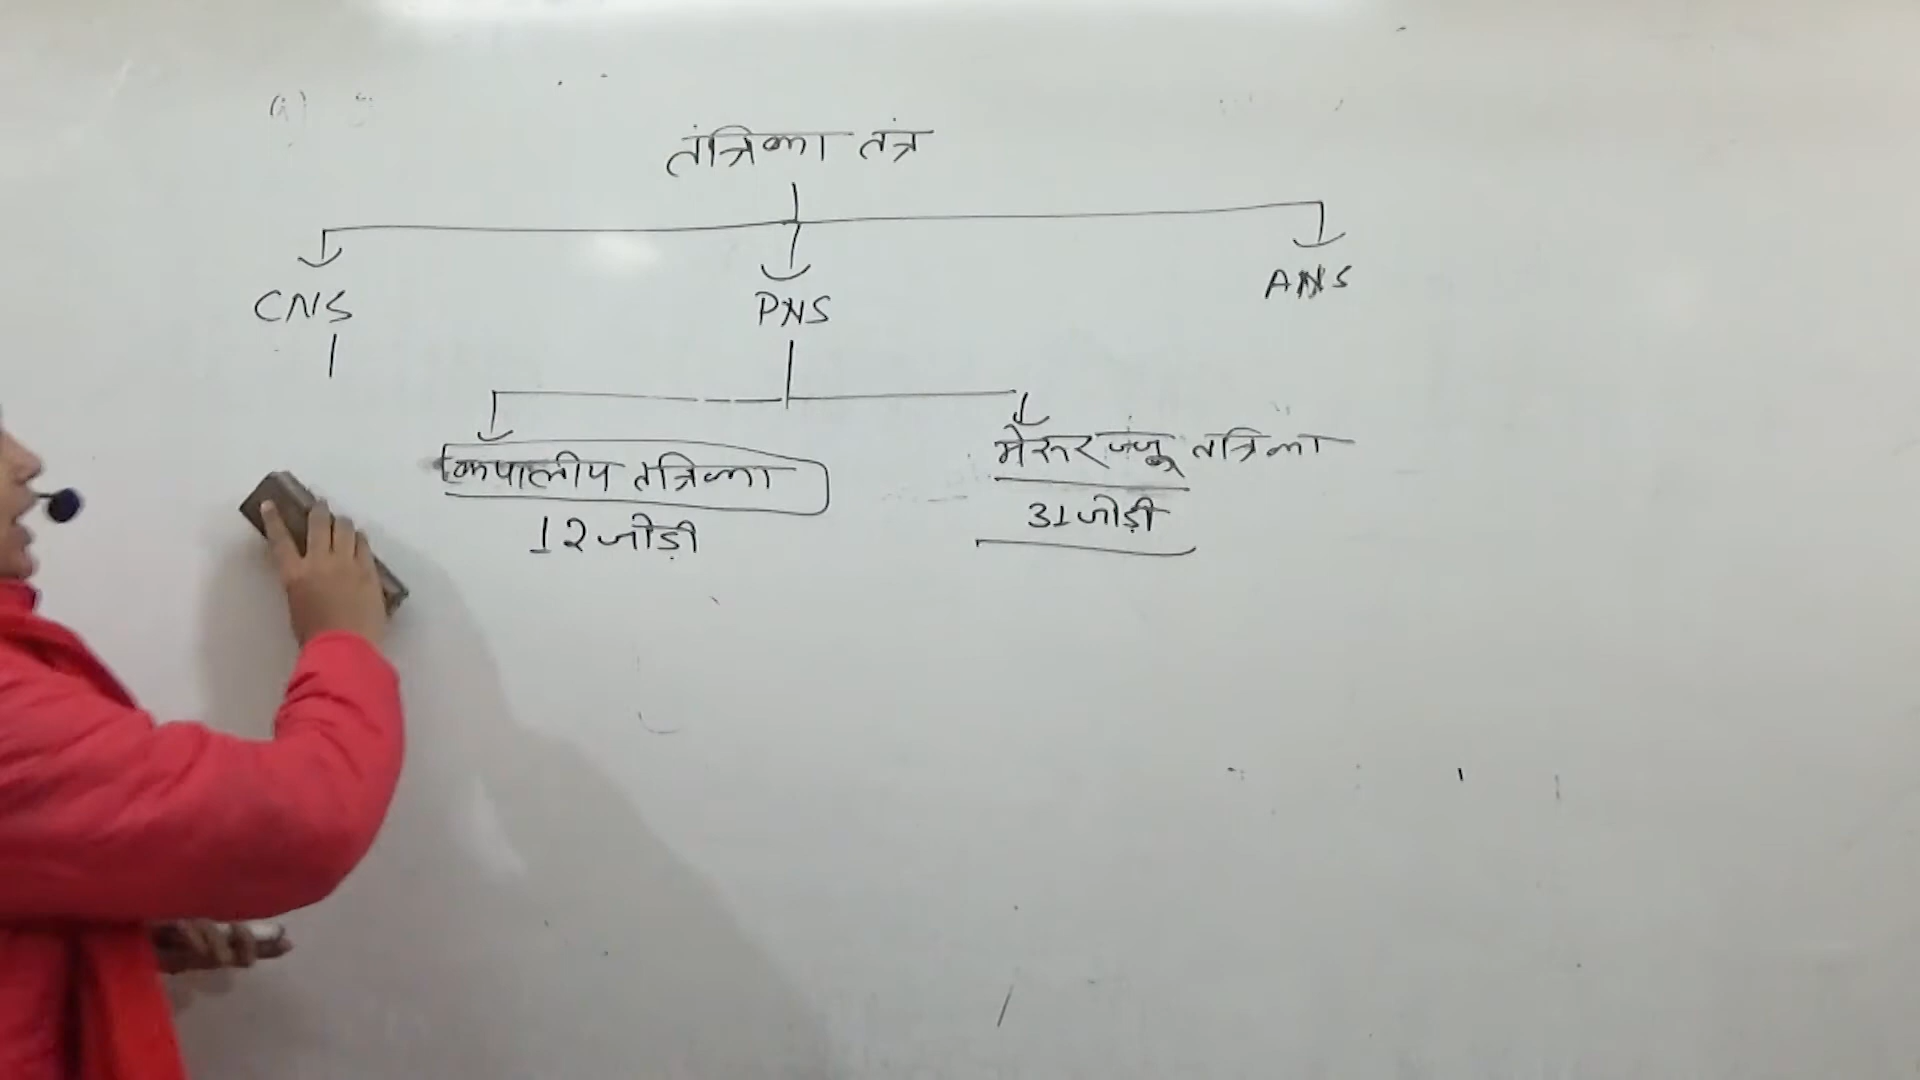 तंत्रिका तंत्र
CNS PNS ANS
कपालीय तंत्रिका मेरुरज्जू तंत्रिका
12 जोड़ी 31 जोड़ी